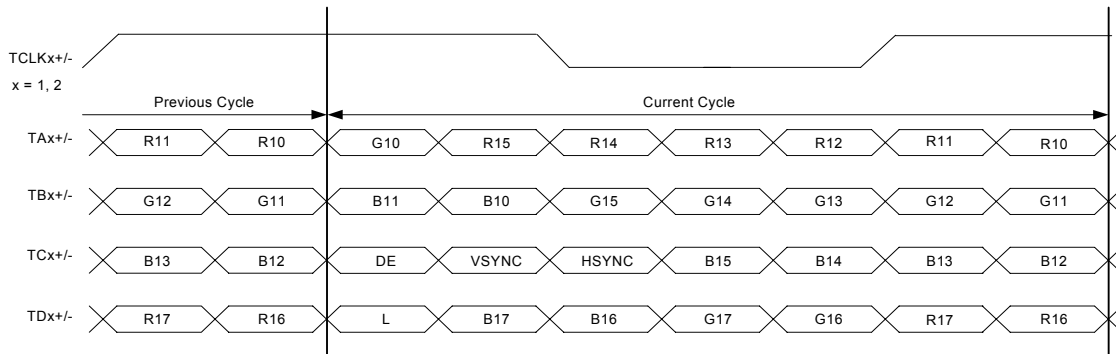 TCLKx+/-
x = 1, 2
Previous Cycle Current Cycle
TAx+/- R11 R10 G10 R15 R14 R13 R12 R11 R10
TBx+/- G12 G11 B11 B10 G15 G14 G13 G12 G11
TCx+/- B13 B12 DE VSYNC HSYNC B15 B14 B13 B12
TDx+/- R17 R16 L B17 B16 G17 G16 R17 R16